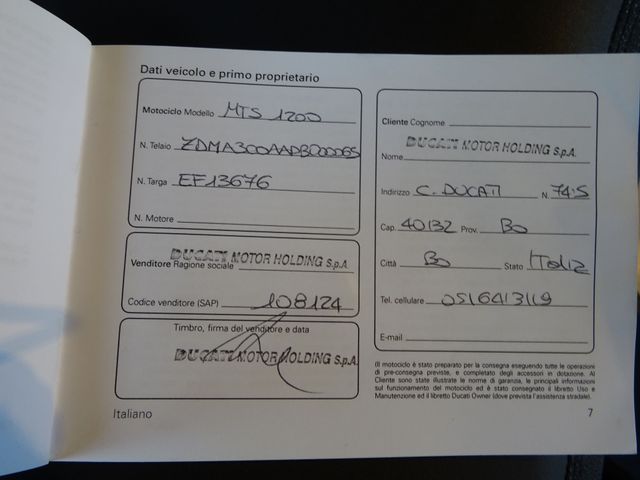 Dati veicolo e primo proprietario
Motociclo Modello MTS 1200
N. Telaio ZDMA300AADB000065
N. Targa EF13676
N. Motore
Venditore Ragione sociale DUCATI MOTOR HOLDING S.p.A.
Codice venditore (SAP) 108124
Timbro, firma del venditore e data
DUCATI MOTOR HOLDING S.p.A.
Cliente Cognome
Nome DUCATI MOTOR HOLDING S.p.A.
Indirizzo C. DUCATI N. 74:5
Cap. 40132 Prov. BO
Città BO Stato ITALIA
Tel. cellulare 0516413119
E-mail
(Il motociclo è stato preparato per la consegna eseguendo tutte le operazioni
di pre-consegna previste, e completato degli accessori in dotazione. Al
Cliente sono state illustrate le norme di garanzia, le principali informazioni
sul funzionamento del motociclo ed è stato consegnato il libretto Uso e
Manutenzione ed il libretto Ducati Owner (dove prevista l'assistenza stradale).
Italiano
7